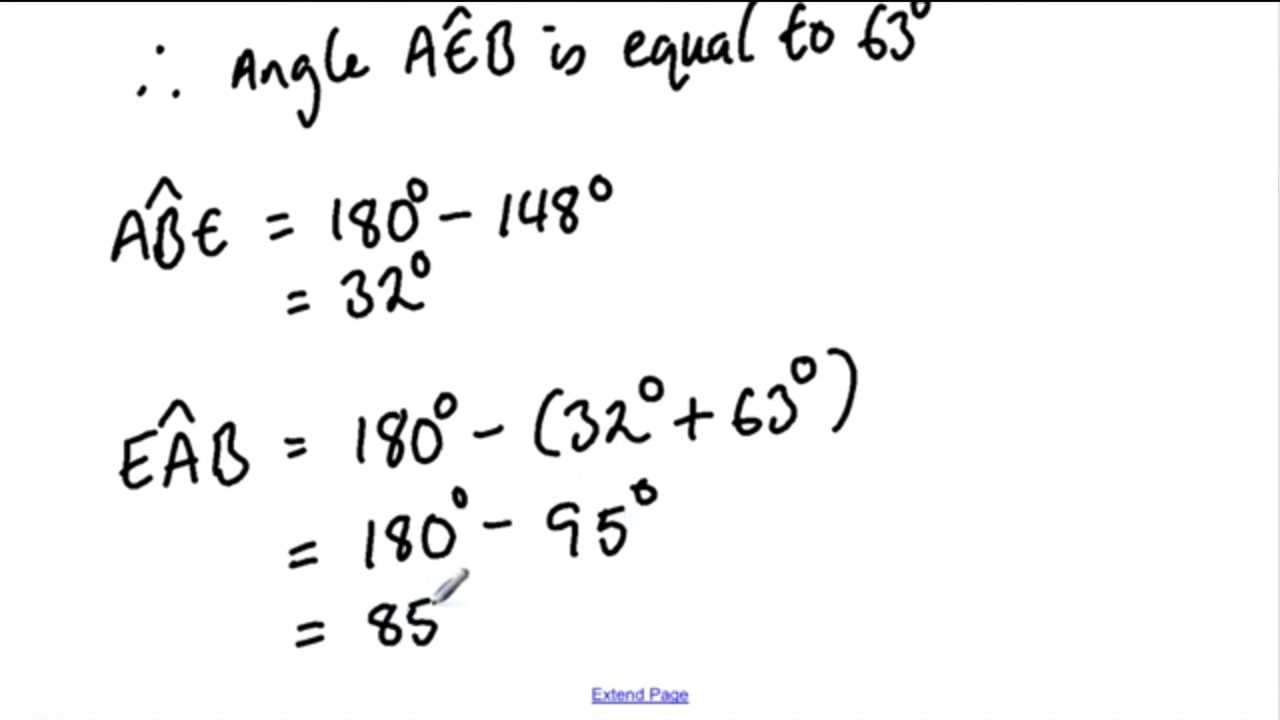 ∴ Angle AÊB is equal to 63°
AB̂E = 180° - 148°
= 32°
EÂB = 180° - (32° + 63°)
= 180° - 95°
= 85
Extend Page